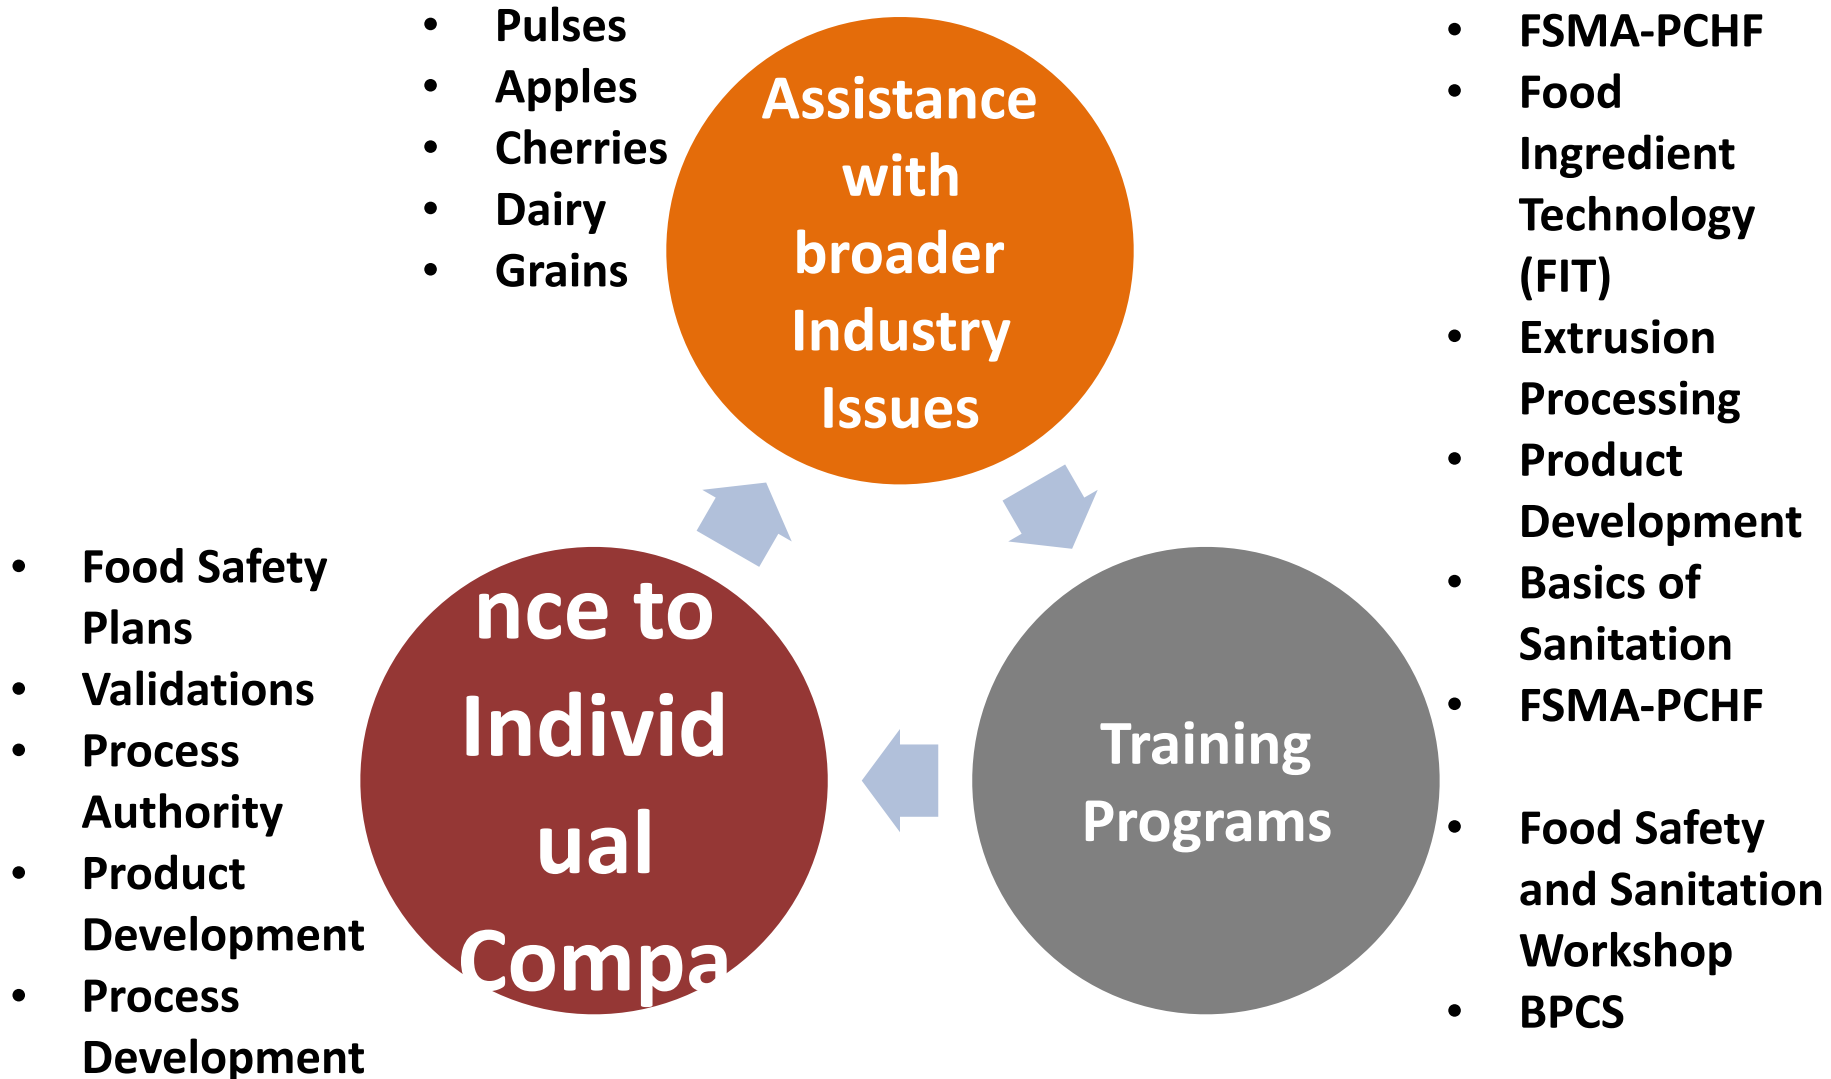 • Pulses
• Apples
• Cherries
• Dairy
• Grains
Assistance
with
broader
Industry
Issues
• FSMA-PCHF
• Food
Ingredient
Technology
(FIT)
• Extrusion
Processing
• Product
Development
• Basics of
Sanitation
• FSMA-PCHF
• Food Safety
and Sanitation
Workshop
• BPCS
Training
Programs
nce to
Individ
ual
Compa
• Food Safety
Plans
• Validations
• Process
Authority
• Product
Development
• Process
Development